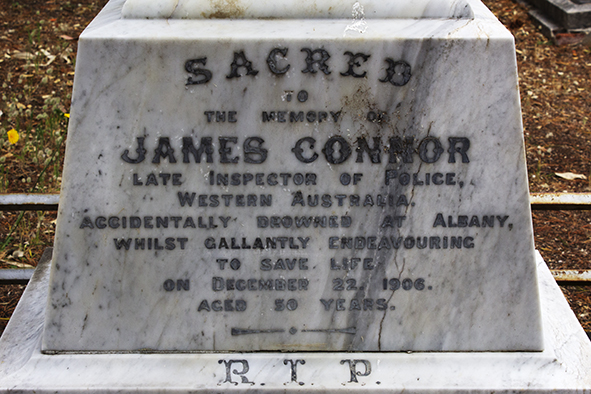 SACRED
TO
THE MEMORY OF
JAMES CONNOR
LATE INSPECTOR OF POLICE,
WESTERN AUSTRALIA.
ACCIDENTALLY DROWNED AT ALBANY,
WHILST GALLANTLY ENDEAVOURING
TO SAVE LIFE
ON DECEMBER 22, 1906.
AGED 50 YEARS.
R. I. P.